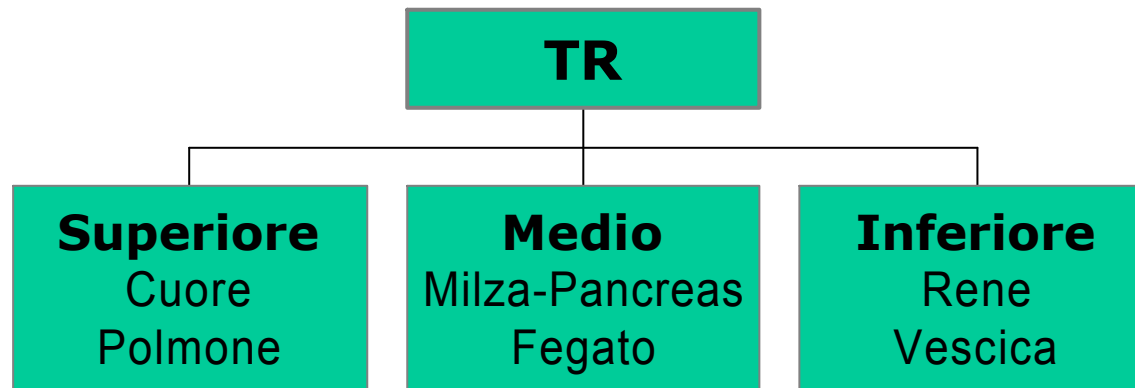 TR
Superiore
Cuore
Polmone
Medio
Milza-Pancreas
Fegato
Inferiore
Rene
Vescica